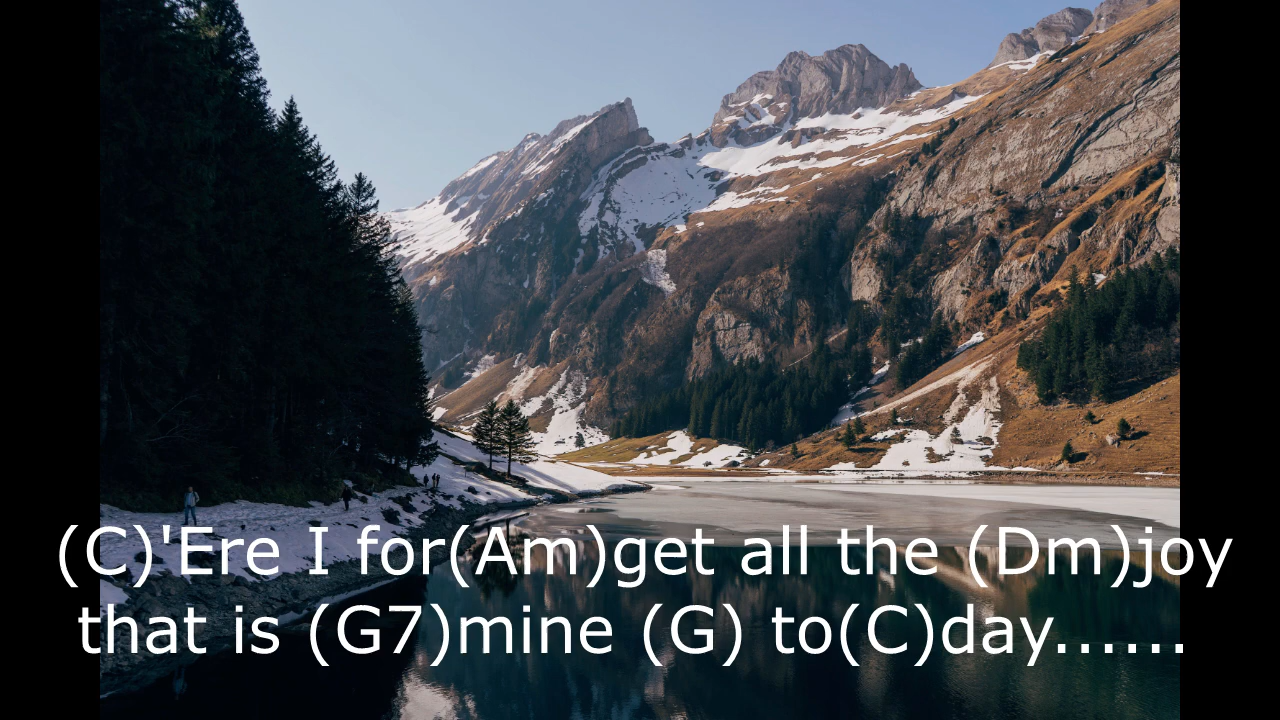 (C)'Ere I for(Am)get all the (Dm)joy
that is (G7)mine (G) to(C)day......